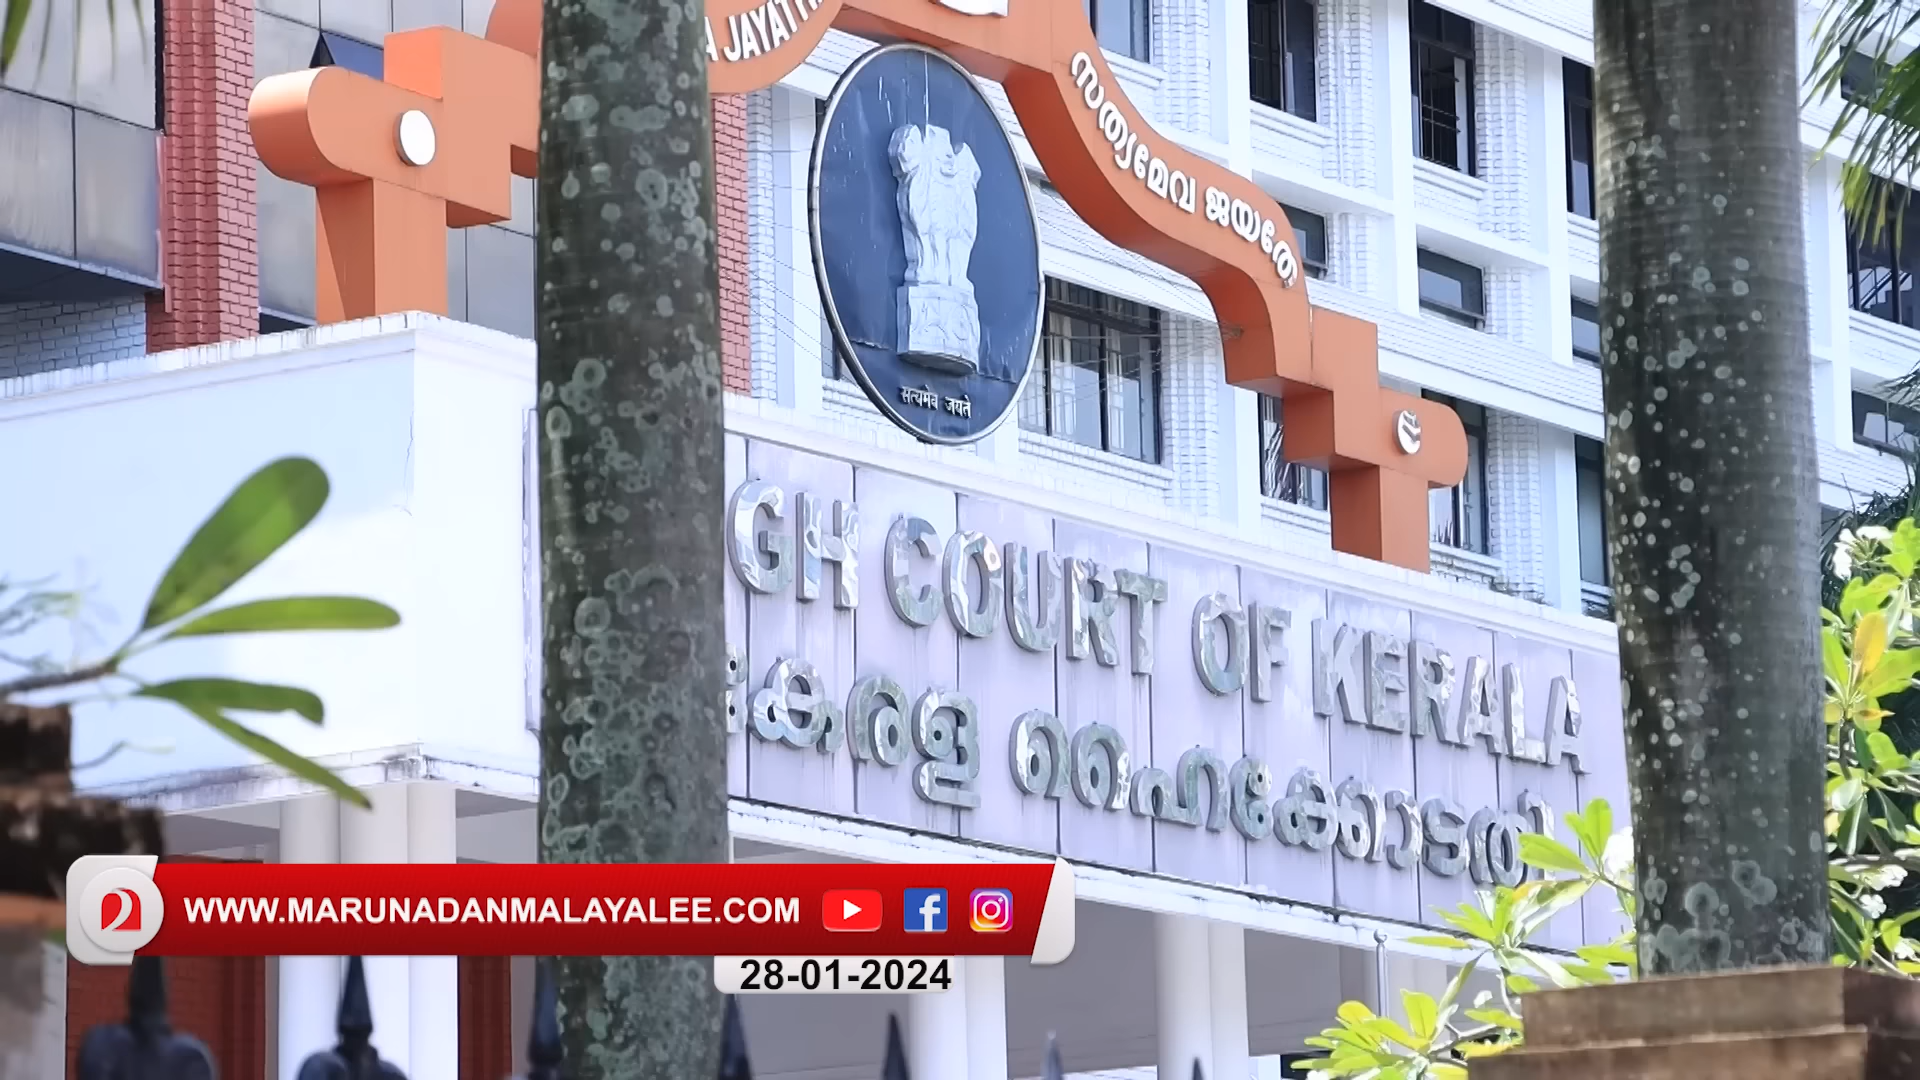 JAYATH
സത്യമേവ ജയതേ
सत्यमेव जयते
GH COURT OF KERALA
കേരള ഹൈക്കോടതി
WWW.MARUNADANMALAYALEE.COM
28-01-2024